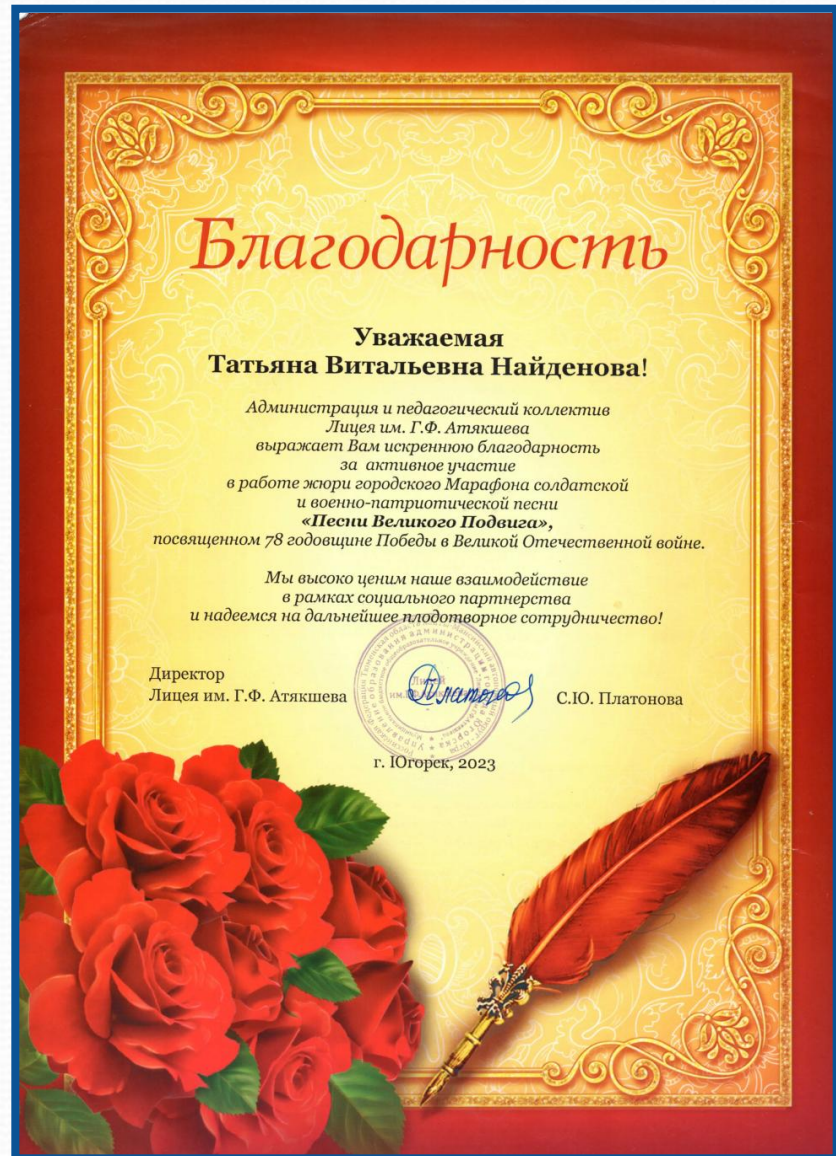 Благодарность
Уважаемая
Татьяна Витальевна Найденова!
Администрация и педагогический коллектив
Лицея им. Г.Ф. Атякшева
выражает Вам искреннюю благодарность
за активное участие
в работе жюри городского Марафона солдатской
и военно-патриотической песни
«Песни Великого Подвига»,
посвященном 78 годовщине Победы в Великой Отечественной войне.
Мы высоко ценим наше взаимодействие
в рамках социального партнерства
и надеемся на дальнейшее плодотворное сотрудничество!
Директор
Лицея им. Г.Ф. Атякшева
С.Ю. Платонова
г. Югорск, 2023